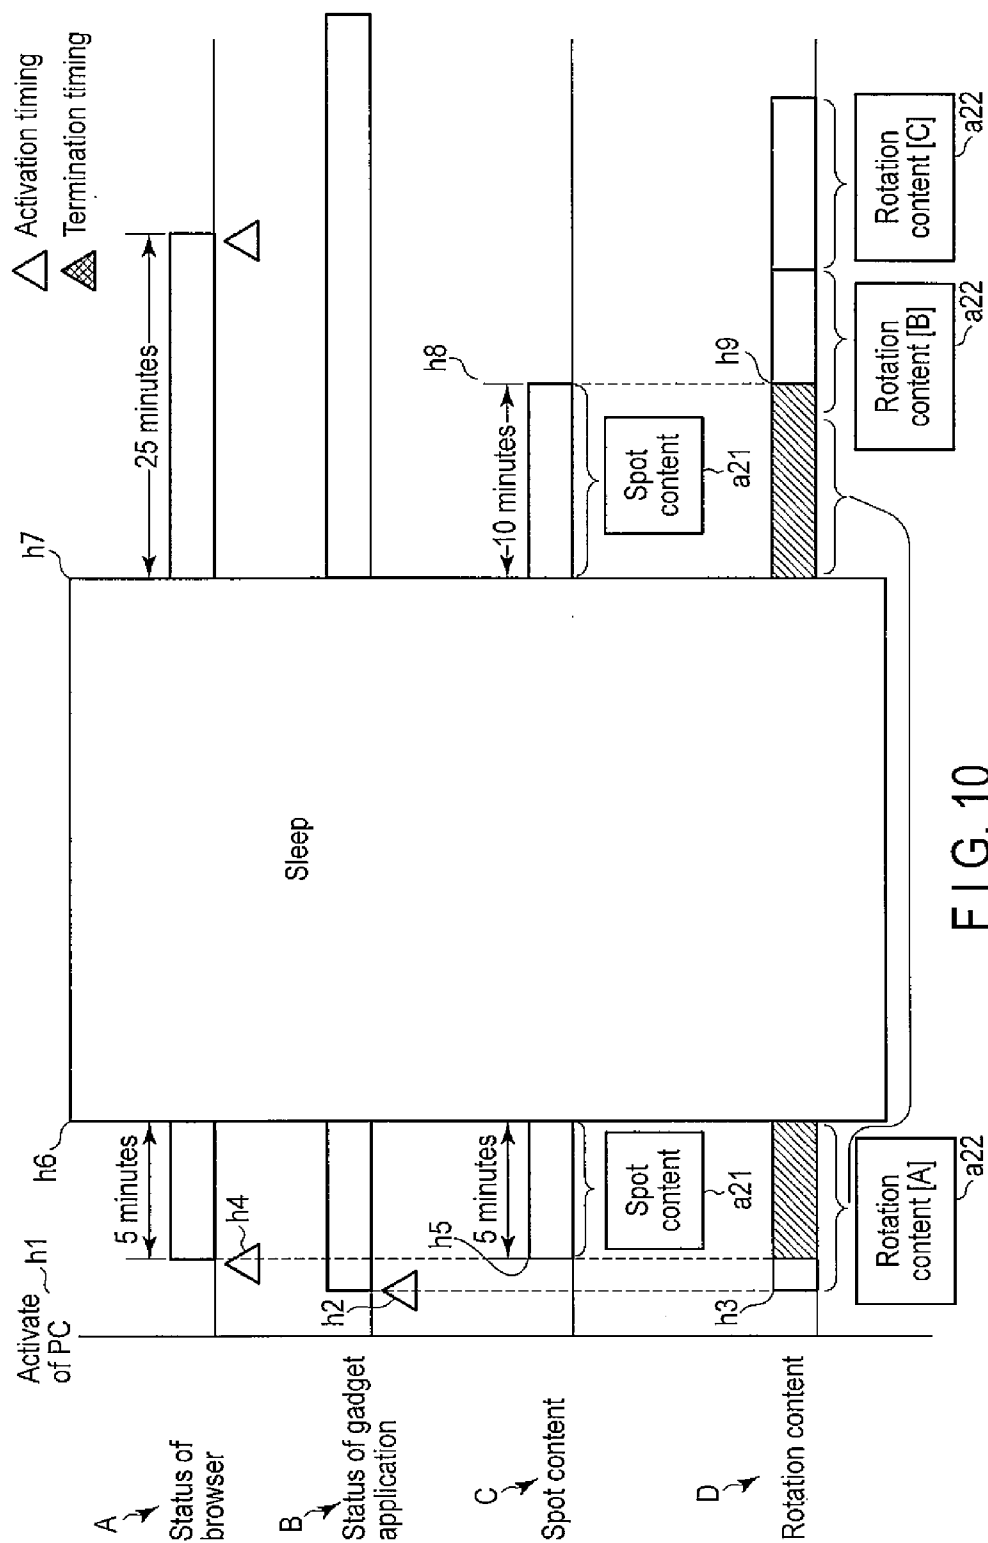 Activate
of PC
h1
Activation timing
Termination timing
A
Status of
browser
5 minutes
h4
h6
h7
25 minutes
Sleep
B
Status of gadget
application
h2
C
Spot content
h5
5 minutes
Spot
content
a21
10 minutes
h8
Spot
content
a21
D
Rotation content
h3
h9
Rotation
content [A]
a22
Rotation
content [B]
a22
Rotation
content [C]
a22
FIG. 10